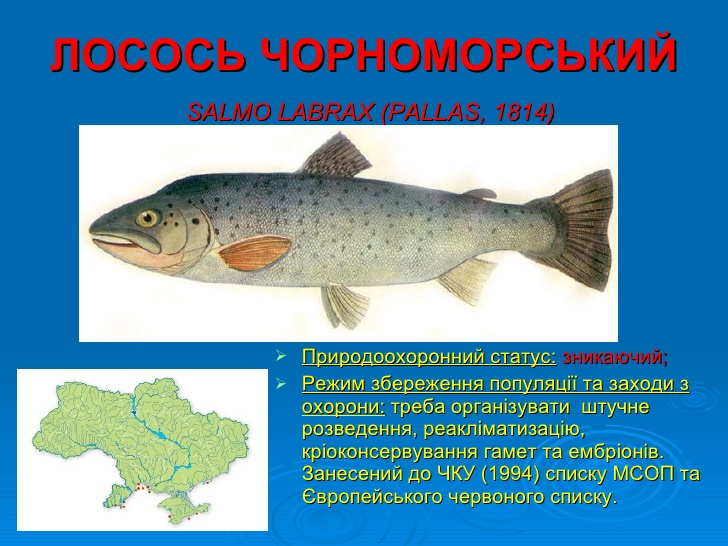 ЛОСОСЬ ЧОРНОМОРСЬКИЙ
SALMO LABRAX (PALLAS, 1814)
Природоохоронний статус: зникаючий;
Режим збереження популяції та заходи з
охорони: треба організувати штучне
розведення, реакліматизацію,
кріоконсервування гамет та ембріонів.
Занесений до ЧКУ (1994) списку МСОП та
Європейського червоного списку.